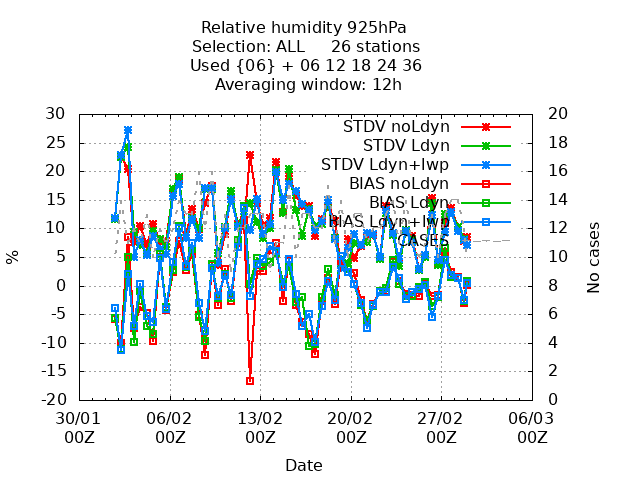 Relative humidity 925hPa
Selection: ALL 26 stations
Used {06} + 06 12 18 24 36
Averaging window: 12h
30 20
25 18
20 16
15 14
10 12
5 10
0 8
-5 6
-10 4
-15 2
-20 0
%
No cases
STDV noLdyn
STDV Ldyn
STDV Ldyn+lwp
BIAS noLdyn
BIAS Ldyn
BIAS Ldyn+lwp
CASES
30/01 06/02 13/02 20/02 27/02 06/03
00Z 00Z 00Z 00Z 00Z 00Z
Date